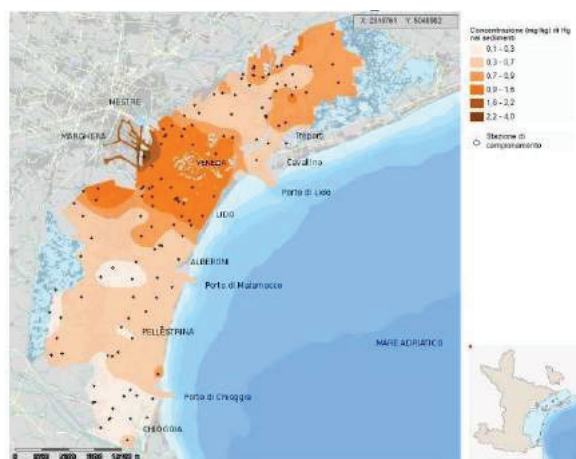 Concentrazione (mg/kg) di Hg
nei sedimenti
0,1 - 0,3
0,3 - 0,7
0,7 - 0,9
0,9 - 1,6
1,6 - 2,2
2,2 - 4,0
Stazione di
campionamento
MESTRE
MARGHERA
VENEZIA
Treporti
Cavallino
Porto di Lido
LIDO
ALBERONI
Porto di Malamocco
PELLESTRINA
MARE ADRIATICO
Porto di Chioggia
CHIOGGIA